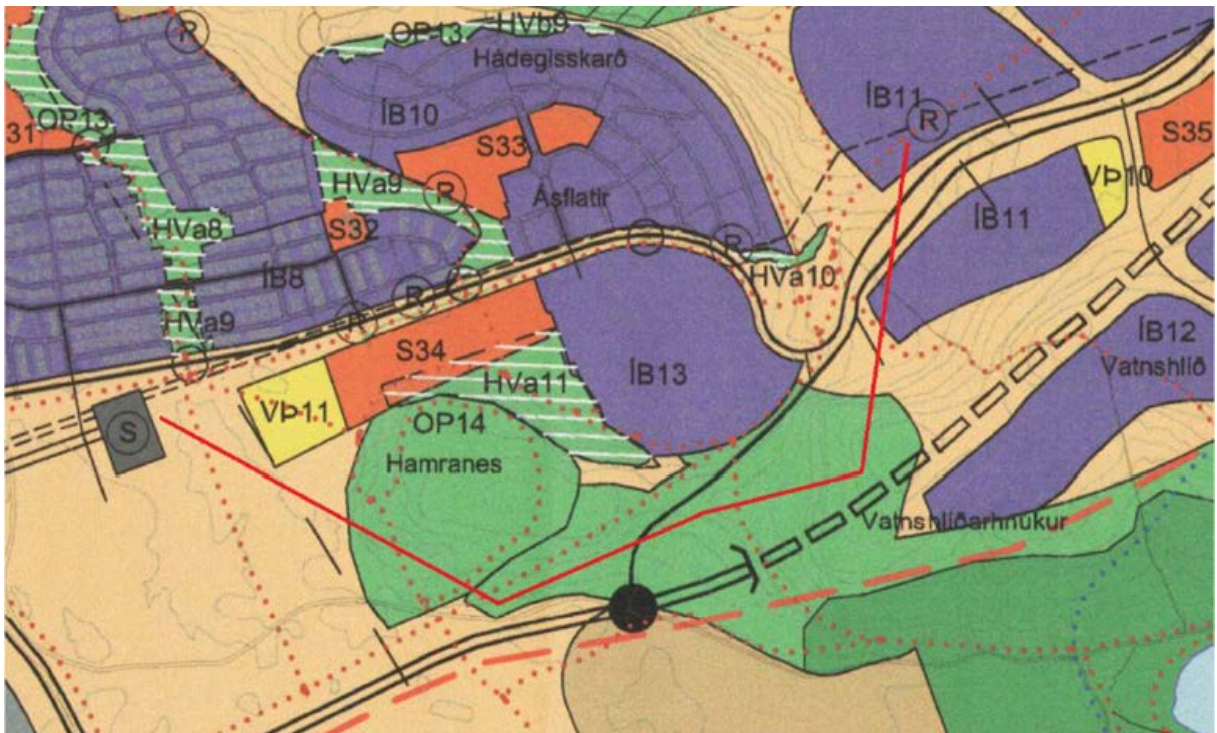 OP13
HVb9
Hádegisskarð
R
ÍB10
ÍB11
R
31
OP13
S33
S35
HVa9
R
VÞ10
Ásflatir
HVa8
S32
ÍB11
R
ÍB8
HVa10
R
HVa9
R
ÍB12
S34
Vatnshlíð
HVa11
ÍB13
VÞ11
OP14
S
Hamranes
Vatnshlíðarhnúkur